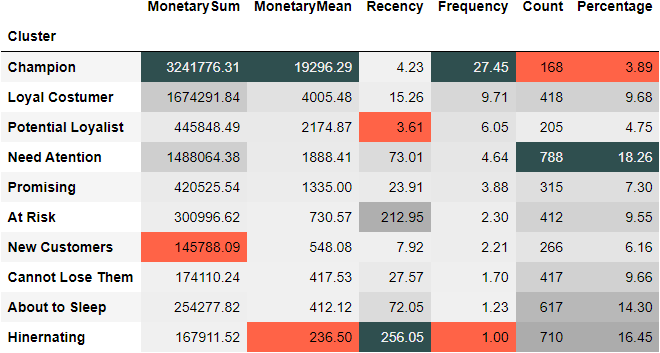 MonetarySum MonetaryMean Recency Frequency Count Percentage
Cluster
Champion 3241776.31 19296.29 4.23 27.45 168 3.89
Loyal Costumer 1674291.84 4005.48 15.26 9.71 418 9.68
Potential Loyalist 445848.49 2174.87 3.61 6.05 205 4.75
Need Atention 1488064.38 1888.41 73.01 4.64 788 18.26
Promising 420525.54 1335.00 23.91 3.88 315 7.30
At Risk 300996.62 730.57 212.95 2.30 412 9.55
New Customers 145788.09 548.08 7.92 2.21 266 6.16
Cannot Lose Them 174110.24 417.53 27.57 1.70 417 9.66
About to Sleep 254277.82 412.12 72.05 1.23 617 14.30
Hinernating 167911.52 236.50 256.05 1.00 710 16.45